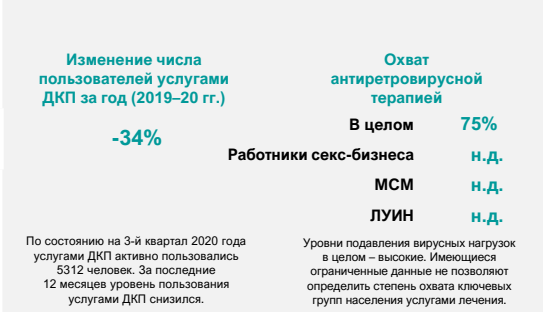 Изменение числа
пользователей услугами
ДКП за год (2019–20 гг.)
-34%
По состоянию на 3-й квартал 2020 года
услугами ДКП активно пользовались
5312 человек. За последние
12 месяцев уровень пользования
услугами ДКП снизился.
Охват
антиретровирусной
терапией
В целом 75%
Работники секс-бизнеса н.д.
МСМ н.д.
ЛУИН н.д.
Уровни подавления вирусных нагрузок
в целом – высокие. Имеющиеся
ограниченные данные не позволяют
определить степень охвата ключевых
групп населения услугами лечения.